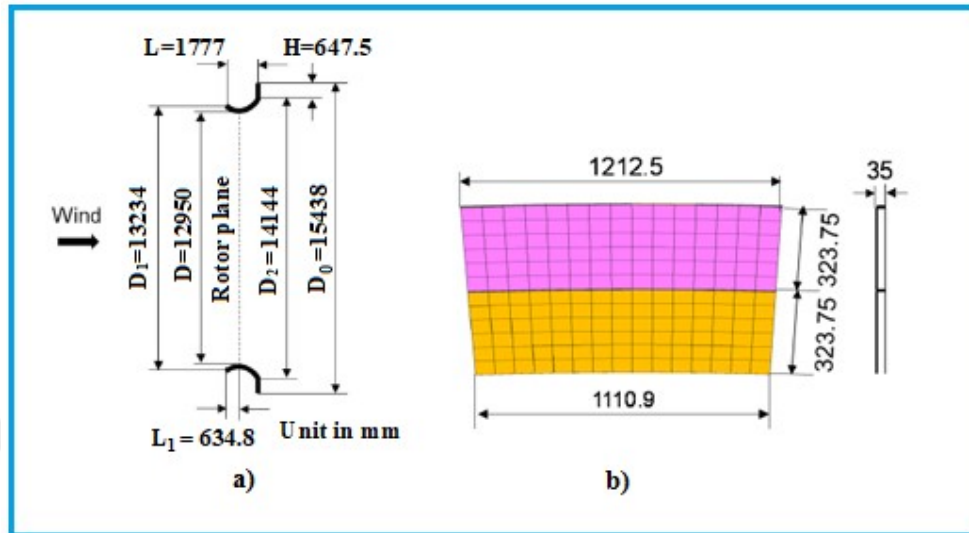 L=1777
H=647.5
Wind
D₁=13234
D=12950
Rotor plane
D₂=14144
D₀=15438
L₁ = 634.8
Unit in mm
a)
1212.5
35
323.75
323.75
1110.9
b)